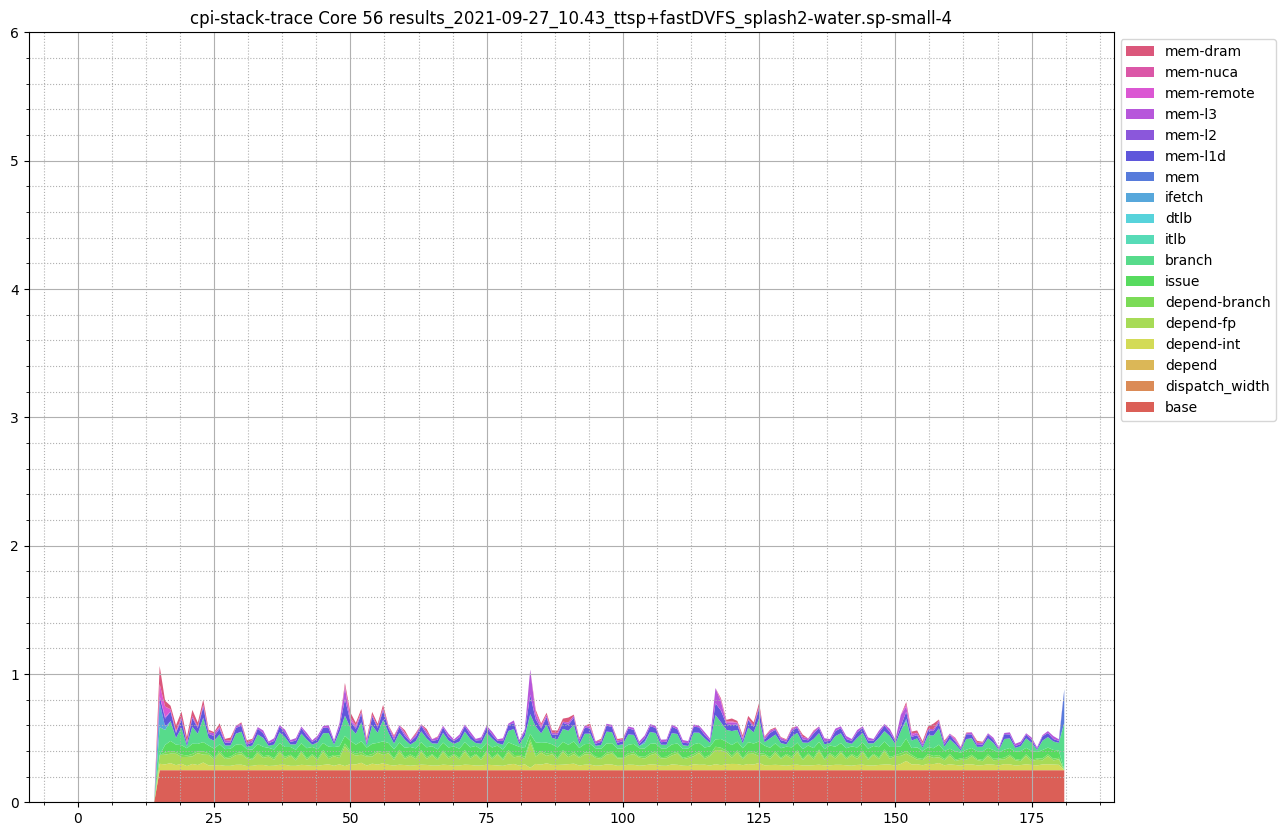 cpi-stack-trace Core 56 results_2021-09-27_10.43_ttsp+fastDVFS_splash2-water.sp-small-4
6
5
4
3
2
1
0
0 25 50 75 100 125 150 175
mem-dram
mem-nuca
mem-remote
mem-l3
mem-l2
mem-l1d
mem
ifetch
dtlb
itlb
branch
issue
depend-branch
depend-fp
depend-int
depend
dispatch_width
base